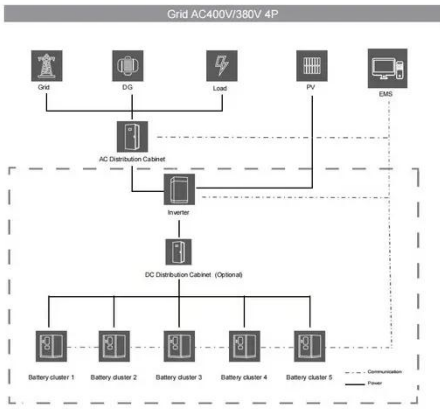 Grid AC400V/380V 4P
Grid
DG
Load
PV
EMS
AC Distribution Cabinet
Inverter
DC Distribution Cabinet (Optional)
Battery cluster 1
Battery cluster 2
Battery cluster 3
Battery cluster 4
Battery cluster 5
Communication
Power